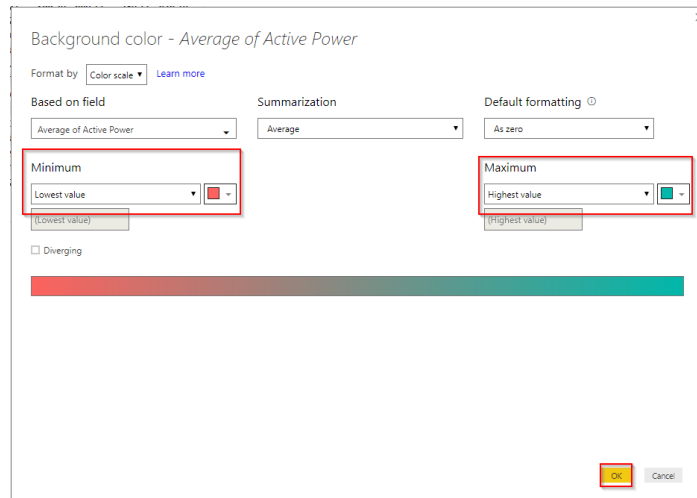 Background color - Average of Active Power
Format by Color scale Learn more
Based on field Summarization Default formatting
Average of Active Power Average As zero
Minimum Maximum
Lowest value Highest value
(Lowest value) (Highest value)
Diverging
OK Cancel